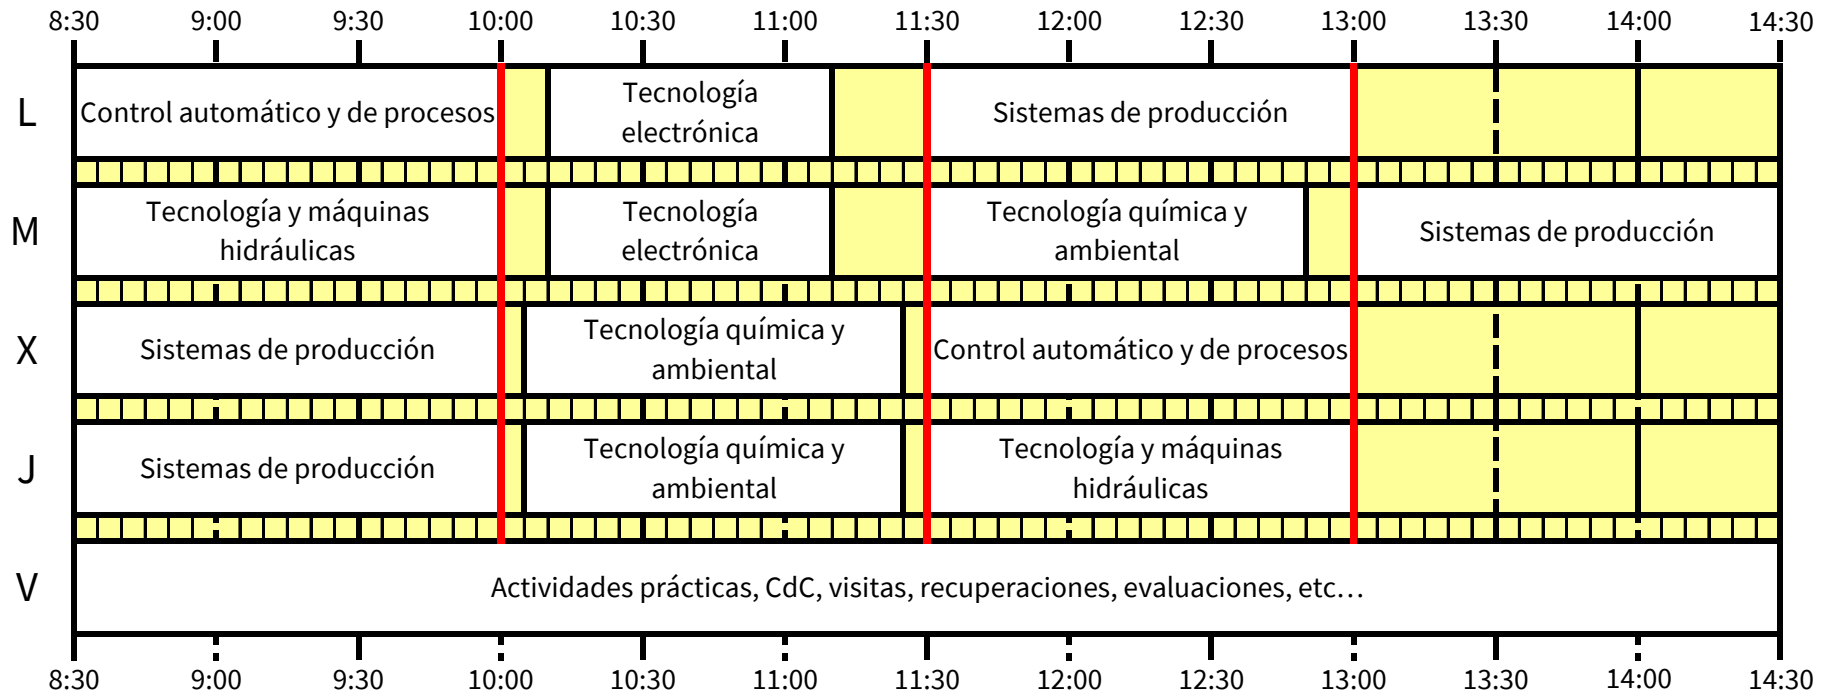 8:30 9:00 9:30 10:00 10:30 11:00 11:30 12:00 12:30 13:00 13:30 14:00 14:30
L
Control automático y de procesos
Tecnología
electrónica
Sistemas de producción
M
Tecnología y máquinas
hidráulicas
Tecnología
electrónica
Tecnología química y
ambiental
Sistemas de producción
X
Sistemas de producción
Tecnología química y
ambiental
Control automático y de procesos
J
Sistemas de producción
Tecnología química y
ambiental
Tecnología y máquinas
hidráulicas
V
Actividades prácticas, CdC, visitas, recuperaciones, evaluaciones, etc…
8:30 9:00 9:30 10:00 10:30 11:00 11:30 12:00 12:30 13:00 13:30 14:00 14:30